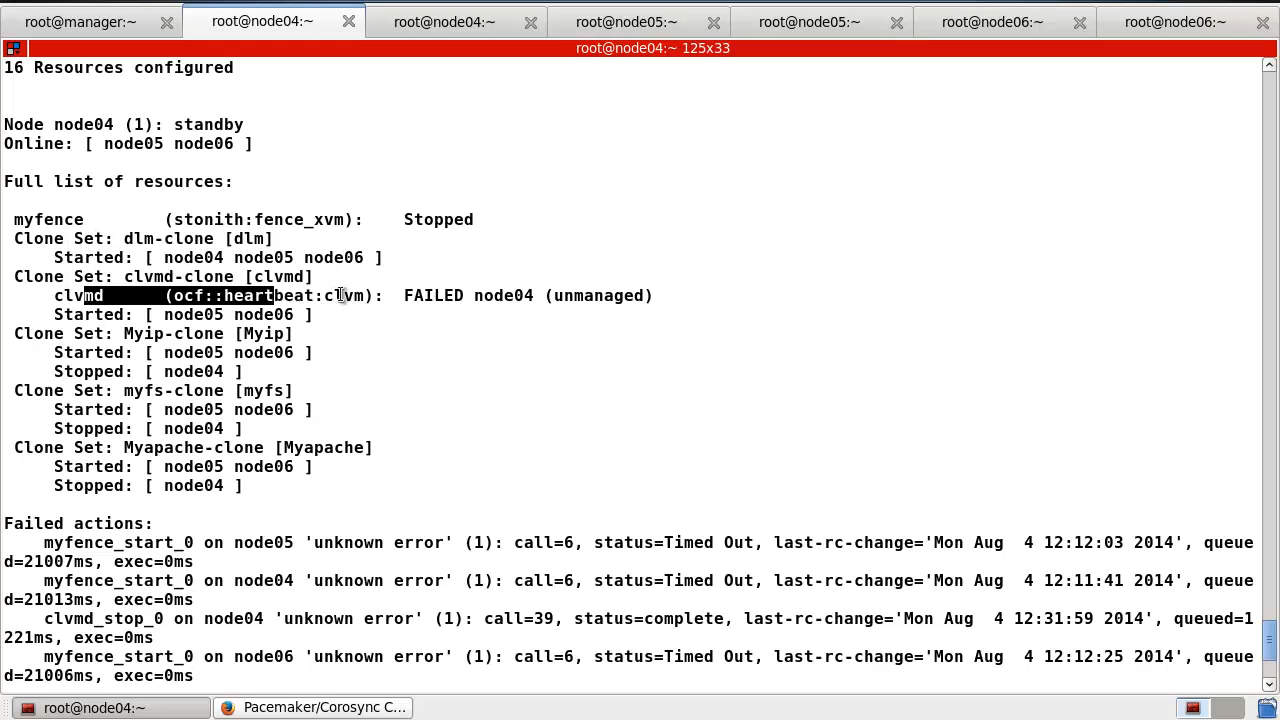 root@manager:~ root@node04:~ root@node04:~ root@node05:~ root@node05:~ root@node06:~ root@node06:~
root@node04:~ 125x33
16 Resources configured
Node node04 (1): standby
Online: [ node05 node06 ]
Full list of resources:
myfence (stonith:fence_xvm): Stopped
Clone Set: dlm-clone [dlm]
Started: [ node04 node05 node06 ]
Clone Set: clvmd-clone [clvmd]
clvmd (ocf::heartbeat:clvm): FAILED node04 (unmanaged)
Started: [ node05 node06 ]
Clone Set: Myip-clone [Myip]
Started: [ node05 node06 ]
Stopped: [ node04 ]
Clone Set: myfs-clone [myfs]
Started: [ node05 node06 ]
Stopped: [ node04 ]
Clone Set: Myapache-clone [Myapache]
Started: [ node05 node06 ]
Stopped: [ node04 ]
Failed actions:
myfence_start_0 on node05 'unknown error' (1): call=6, status=Timed Out, last-rc-change='Mon Aug  4 12:12:03 2014', queue
d=21007ms, exec=0ms
myfence_start_0 on node04 'unknown error' (1): call=6, status=Timed Out, last-rc-change='Mon Aug  4 12:11:41 2014', queue
d=21013ms, exec=0ms
clvmd_stop_0 on node04 'unknown error' (1): call=39, status=complete, last-rc-change='Mon Aug  4 12:31:59 2014', queued=1
221ms, exec=0ms
myfence_start_0 on node06 'unknown error' (1): call=6, status=Timed Out, last-rc-change='Mon Aug  4 12:12:25 2014', queue
d=21006ms, exec=0ms
root@node04:~ Pacemaker/Corosync C...